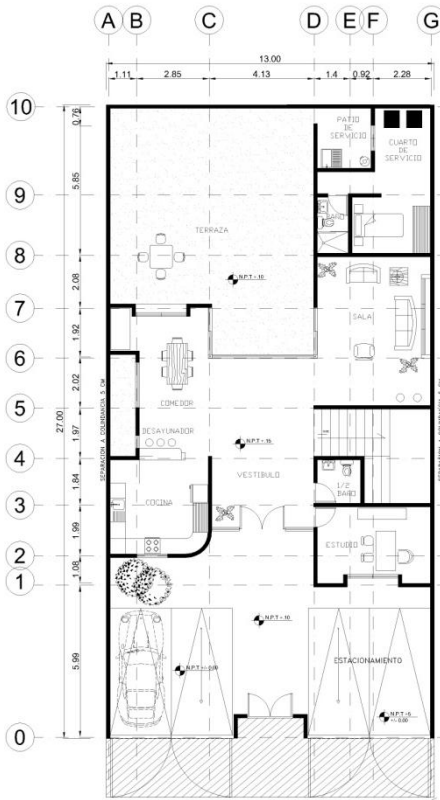 A B C D E F G
13.00
1.11 2.85 4.13 1.4 0.92 2.28
10
0.76
PATIO
DE
SERVICIO
CUARTO
DE
SERVICIO
5.85
9
BAÑO
TERRAZA
8
2.08
N.P.T + .10
7
SALA
1.92
6
2.02
27.00
COMEDOR
5
SEPARACION A COLINDANCIA 5 CM
1.97
DESAYUNADOR
N.P.T + .15
4
VESTIBULO
1.84
1/2
BAÑO
COCINA
3
1.99
ESTUDIO
2
1.08
1
N.P.T + .10
5.99
ESTACIONAMIENTO
N.P.T +/- 0.00
N.P.T +/-
+/- 0.00
0